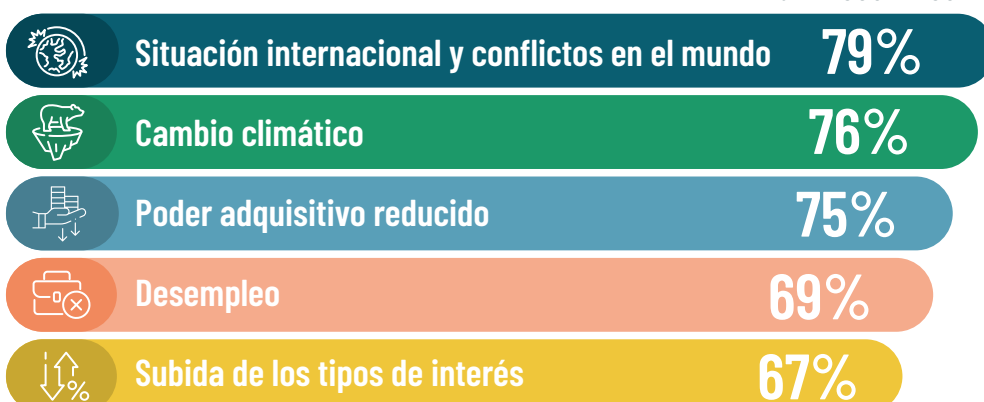 Situación internacional y conflictos en el mundo 79%
Cambio climático 76%
Poder adquisitivo reducido 75%
Desempleo 69%
Subida de los tipos de interés 67%